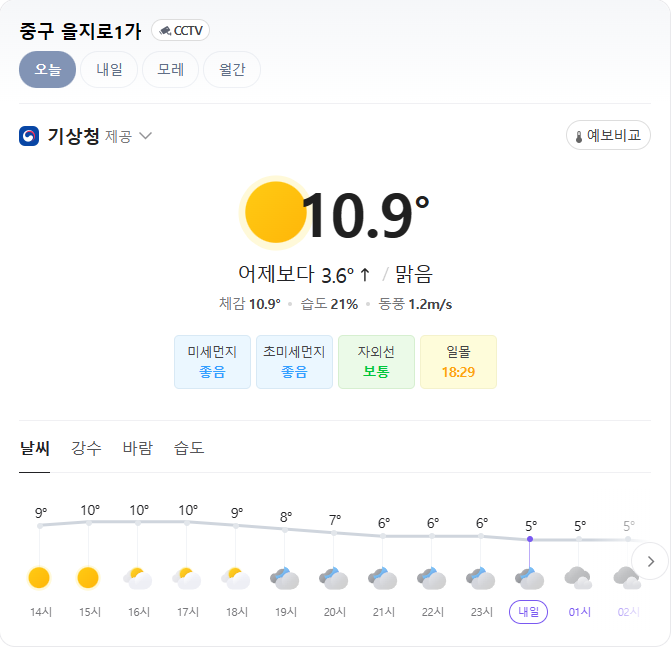 중구 을지로1가 CCTV
오늘 내일 모레 월간
기상청 제공 예보비교
10.9°
어제보다 3.6° ↑ / 맑음
체감 10.9° • 습도 21% • 동풍 1.2m/s
미세먼지 초미세먼지 자외선 일몰
좋음 좋음 보통 18:29
날씨 강수 바람 습도
9° 10° 10° 10° 9° 8° 7° 6° 6° 6° 5° 5° 5°
14시 15시 16시 17시 18시 19시 20시 21시 22시 23시 내일 01시 02시